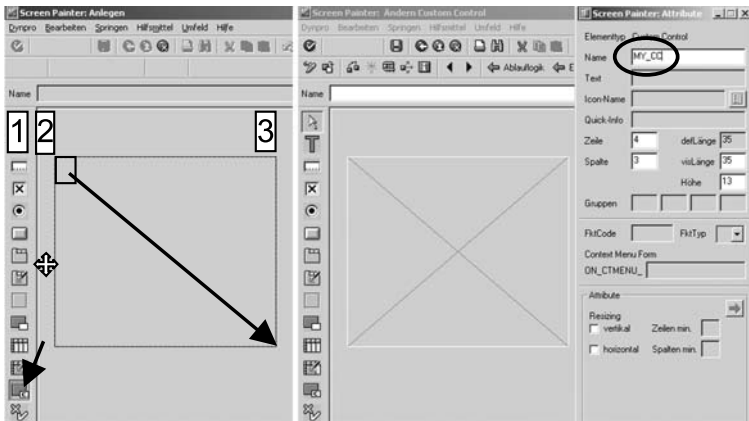 Screen Painter: Anlegen
Dynpro Bearbeiten Springen Hilfsmittel Umfeld Hilfe
Name
1 2 3
Screen Painter: Ändern Custom Control
Dynpro Bearbeiten Springen Hilfsmittel Umfeld Hilfe
Ablauflogik E
Name
Screen Painter: Attribute
Elementtyp Custom Control
Name MY_CC
Text
Icon-Name
Quick-Info
Zeile 4 defLänge 35
Spalte 3 visLänge 35
Höhe 13
Gruppen
FktCode FktTyp
Context Menu Form
ON_CTMENU_
Attribute
Resizing
vertikal Zeilen min.
horizontal Spalten min.